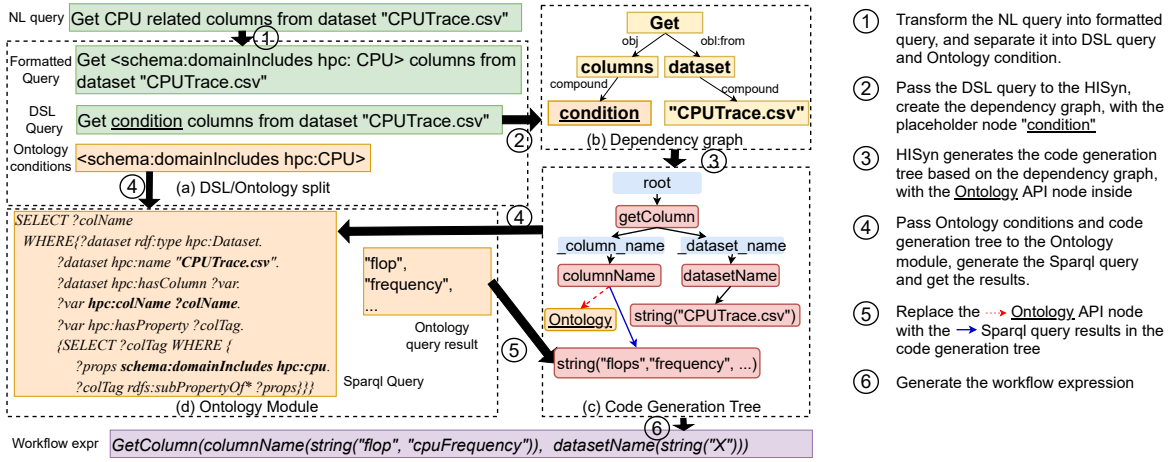 NL query
Get CPU related columns from dataset "CPUTrace.csv"
1
Formatted
Query
Get <schema:domainIncludes hpc: CPU> columns from
dataset "CPUTrace.csv"
DSL
Query
Get condition columns from dataset "CPUTrace.csv"
2
Ontology
conditions
<schema:domainIncludes hpc:CPU>
4
(a) DSL/Ontology split
Get
obj
obl:from
columns
dataset
compound
compound
condition
"CPUTrace.csv"
(b) Dependency graph
3
root
getColumn
_column_name
_dataset_name
columnName
datasetName
Ontology
string("CPUTrace.csv")
string("flops","frequency", ...)
(c) Code Generation Tree
4
SELECT ?colName
WHERE{?dataset rdf:type hpc:Dataset.
?dataset hpc:name "CPUTrace.csv".
?dataset hpc:hasColumn ?var.
?var hpc:colName ?colName.
?var hpc:hasProperty ?colTag.
{SELECT ?colTag WHERE {
?props schema:domainIncludes hpc:cpu.
?colTag rdfs:subPropertyOf* ?props}}}
"flop",
"frequency",
...
Ontology
query result
5
Sparql Query
(d) Ontology Module
6
Workflow expr
GetColumn(columnName(string("flop", "cpuFrequency")), datasetName(string("X")))
1 Transform the NL query into formatted
query, and separate it into DSL query
and Ontology condition.
2 Pass the DSL query to the HISyn,
create the dependency graph, with the
placeholder node "condition"
3 HISyn generates the code generation
tree based on the dependency graph,
with the Ontology API node inside
4 Pass Ontology conditions and code
generation tree to the Ontology
module, generate the Sparql query
and get the results.
5 Replace the Ontology API node
with the Sparql query results in the
code generation tree
6 Generate the workflow expression